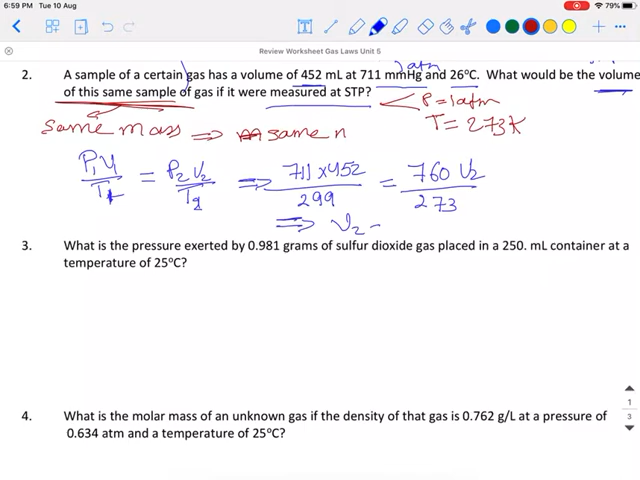 6:59 PM Tue 10 Aug
79%
Review Worksheet Gas Laws Unit 5
2. A sample of a certain gas has a volume of 452 mL at 711 mmHg and 26°C. What would be the volume
of this same sample of gas if it were measured at STP?
atm
P = 1 atm
T = 273K
Same mass ⇒ same n
P₁V₁/T₁ = P₂V₂/T₂ ⇒ 711 x 452/299 = 760 V₂/273
⇒ V₂ -
3. What is the pressure exerted by 0.981 grams of sulfur dioxide gas placed in a 250. mL container at a
temperature of 25°C?
4. What is the molar mass of an unknown gas if the density of that gas is 0.762 g/L at a pressure of
0.634 atm and a temperature of 25°C?
1
3